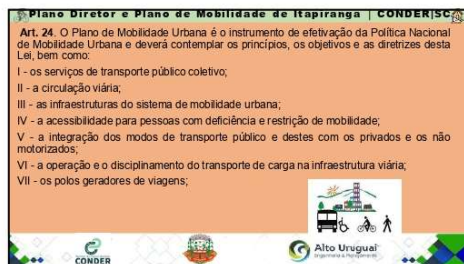 Plano Diretor e Plano de Mobilidade de Itapiranga | CONDER|SC
Art. 24. O Plano de Mobilidade Urbana é o instrumento de efetivação da Política Nacional
de Mobilidade Urbana e deverá contemplar os princípios, os objetivos e as diretrizes desta
Lei, bem como:
I - os serviços de transporte público coletivo;
II - a circulação viária;
III - as infraestruturas do sistema de mobilidade urbana;
IV - a acessibilidade para pessoas com deficiência e restrição de mobilidade;
V - a integração dos modos de transporte público e destes com os privados e os não
motorizados;
VI - a operação e o disciplinamento do transporte de carga na infraestrutura viária;
VII - os polos geradores de viagens;
CONDER
Alto Uruguai